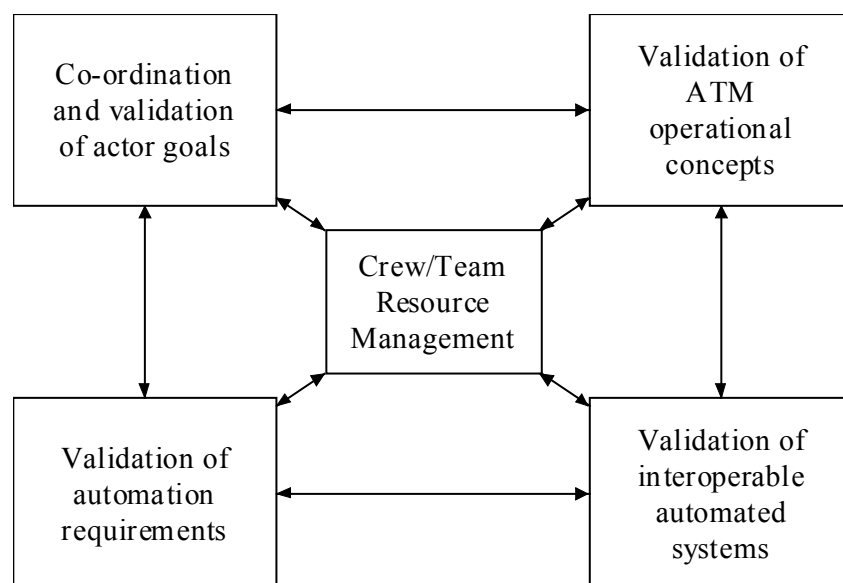 Co-ordination
and validation
of actor goals
Validation of
ATM
operational
concepts
Crew/Team
Resource
Management
Validation of
automation
requirements
Validation of
interoperable
automated
systems